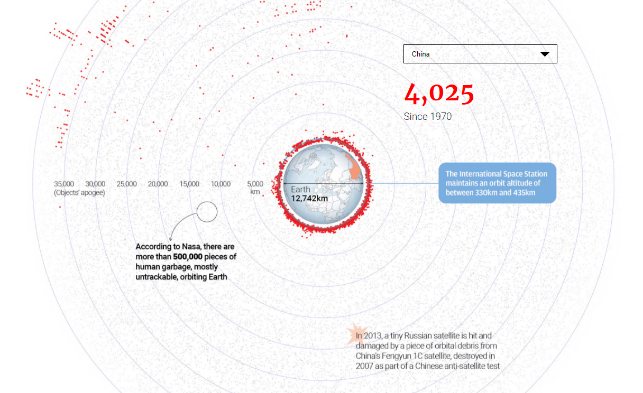 China
4,025
Since 1970
The International Space Station
maintains an orbit altitude of
between 330km and 435km
35,000 30,000 25,000 20,000 15,000 10,000 5,000
(Objects' apogee) km
Earth
12,742km
According to Nasa, there are
more than 500,000 pieces of
human garbage, mostly
untrackable, orbiting Earth
In 2013, a tiny Russian satellite is hit and
damaged by a piece of orbital debris from
China's Fengyun 1C satellite, destroyed in
2007 as part of a Chinese anti-satellite test